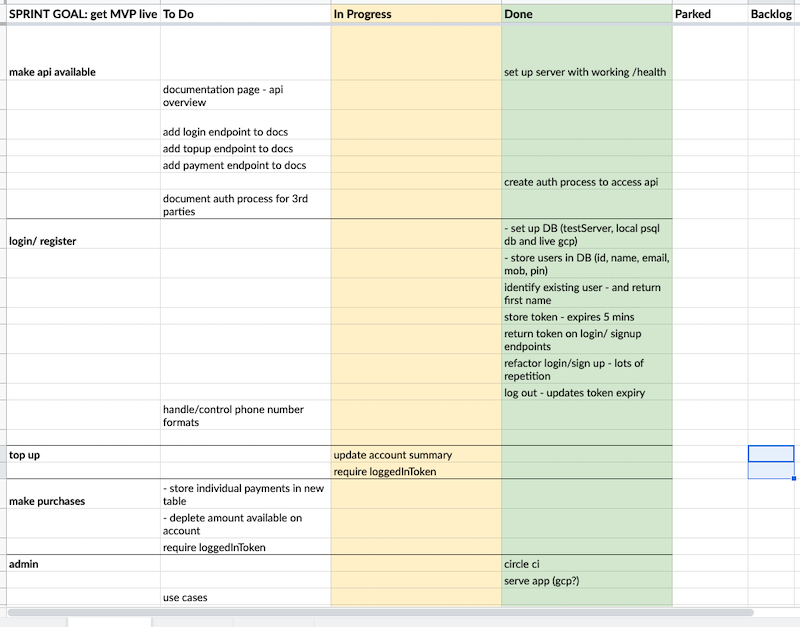 SPRINT GOAL: get MVP live To Do In Progress Done Parked Backlog
make api available set up server with working /health
documentation page - api
overview
add login endpoint to docs
add topup endpoint to docs
add payment endpoint to docs
create auth process to access api
document auth process for 3rd
parties
login/ register
- set up DB (testServer, local psql
db and live gcp)
- store users in DB (id, name, email,
mob, pin)
identify existing user - and return
first name
store token - expires 5 mins
return token on login/ signup
endpoints
refactor login/sign up - lots of
repetition
log out - updates token expiry
handle/control phone number
formats
top up update account summary
require loggedInToken
make purchases
- store individual payments in new
table
- deplete amount available on
account
require loggedInToken
admin circle ci
serve app (gcp?)
use cases